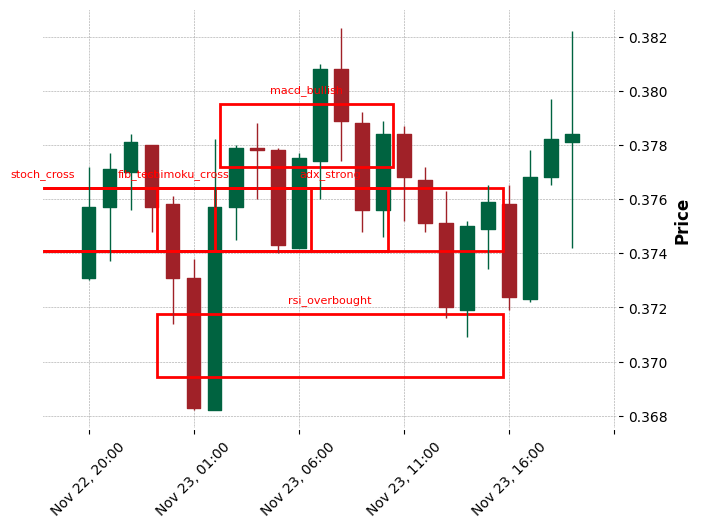 0.382
0.380
macd_bullish
0.378
stoch_cross
adx_strong
0.376
Price
0.374
rsi_overbought
0.372
0.370
0.368
Nov 22, 20:00
Nov 23, 01:00
Nov 23, 06:00
Nov 23, 11:00
Nov 23, 16:00